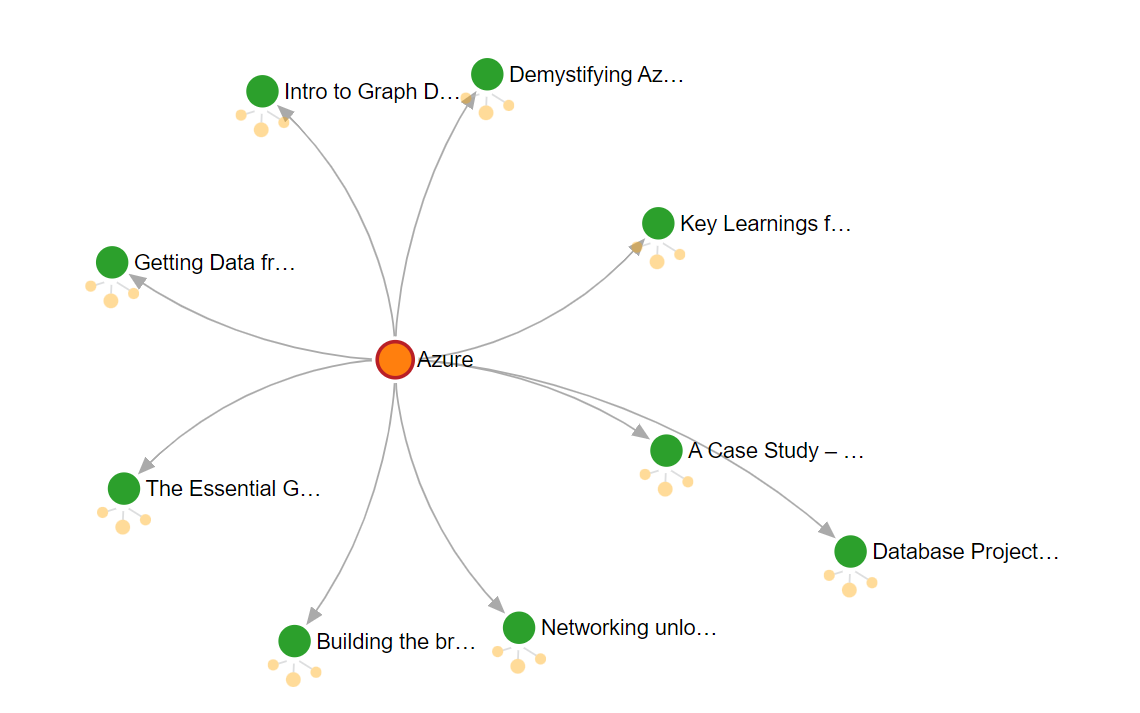 Demystifying Az…
Intro to Graph D…
Key Learnings f…
Getting Data fr…
Azure
A Case Study – …
The Essential G…
Database Project…
Networking unlo…
Building the br…